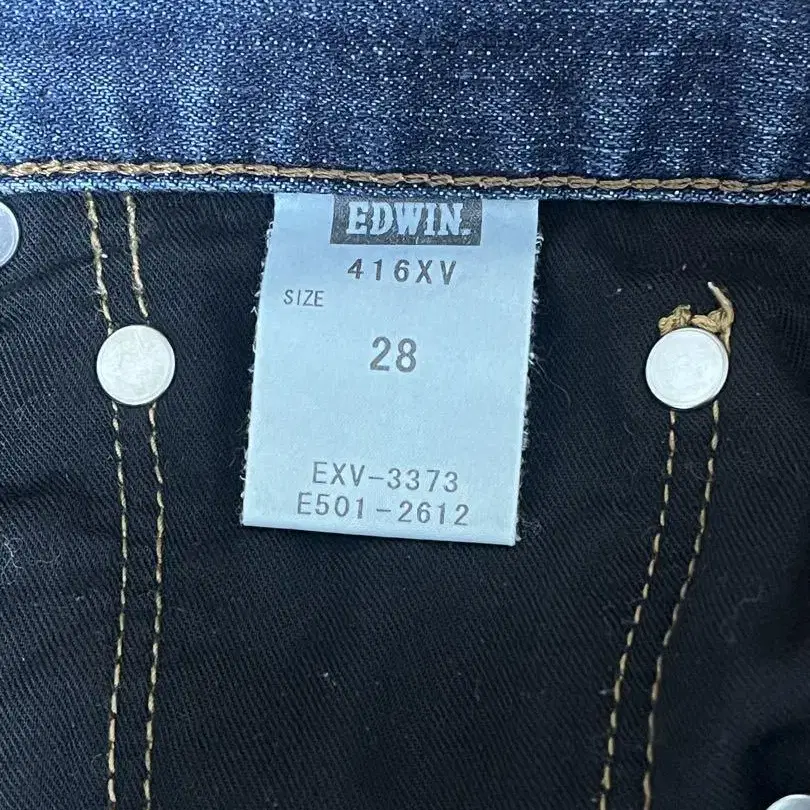 EDWIN.
416XV
SIZE
28
EXV-3373
E501-2612